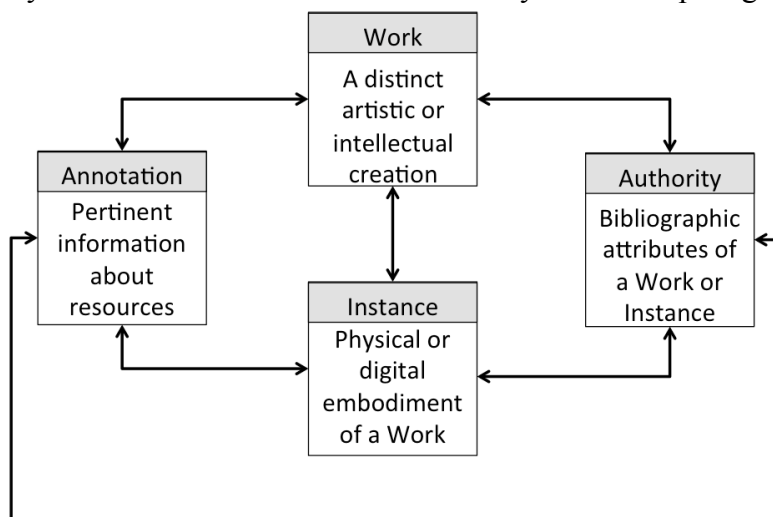 Work
A distinct
artistic or
intellectual
creation
Annotation
Pertinent
information
about
resources
Authority
Bibliographic
attributes of
a Work or
Instance
Instance
Physical or
digital
embodiment
of a Work